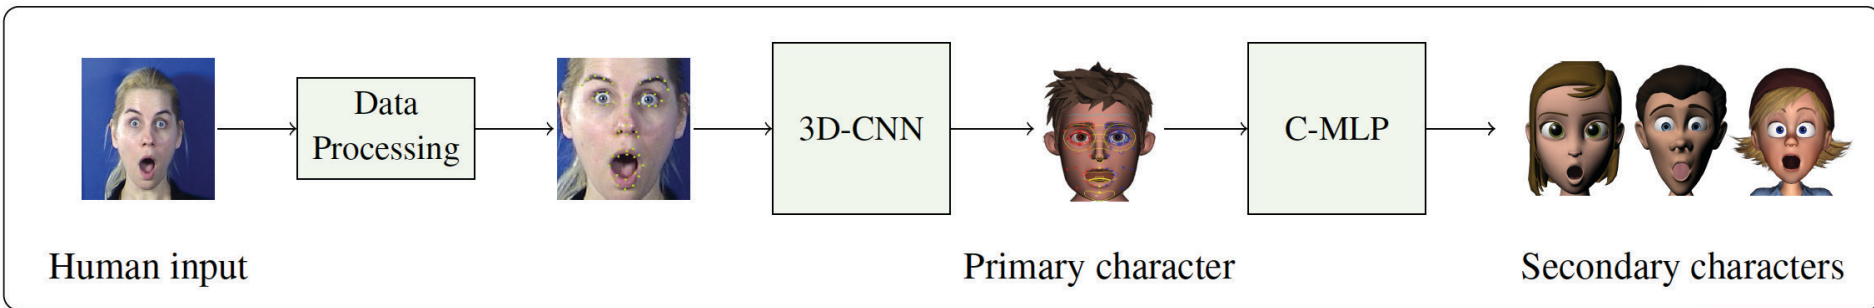 Data
Processing
3D-CNN
C-MLP
Human input
Primary character
Secondary characters